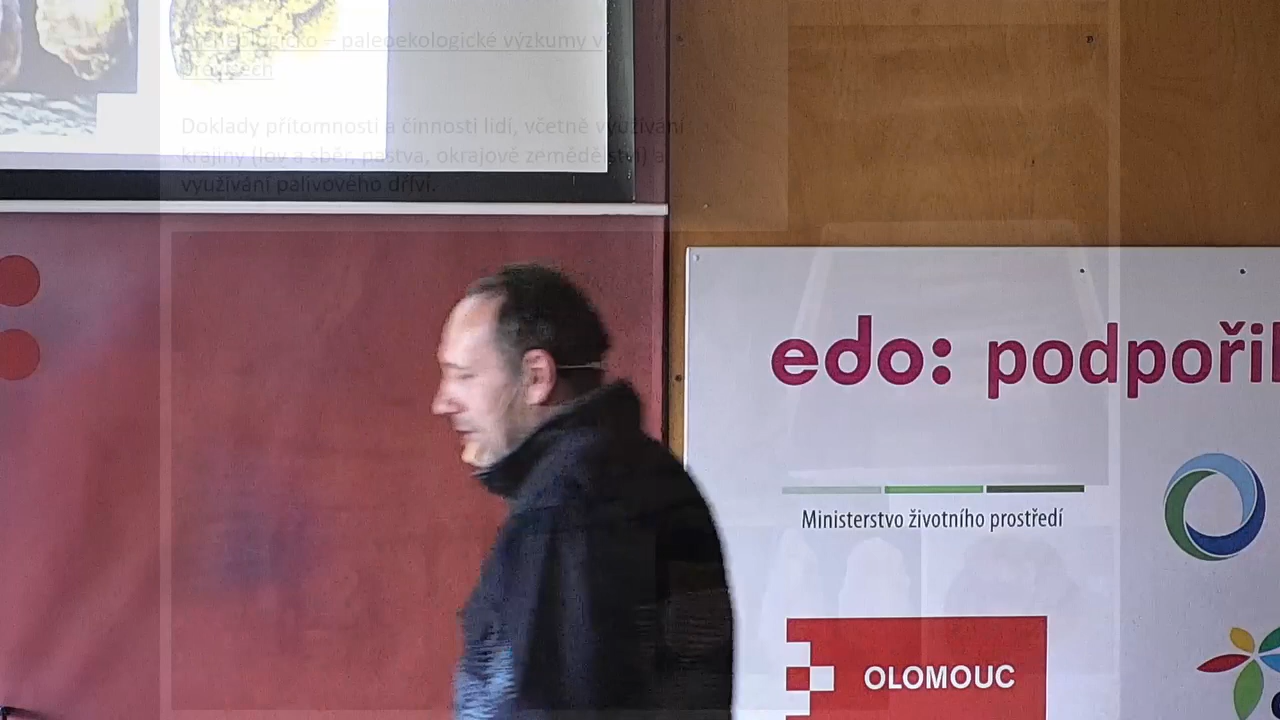 Archeologicko – paleoekologické výzkumy v
Doklady přítomnosti a činnosti lidí, včetně využívání
krajiny (lov a sběr, pastva, okrajové zemědělství) a
využívání palivového dříví.
edo: podpořil
Ministerstvo životního prostředí
OLOMOUC